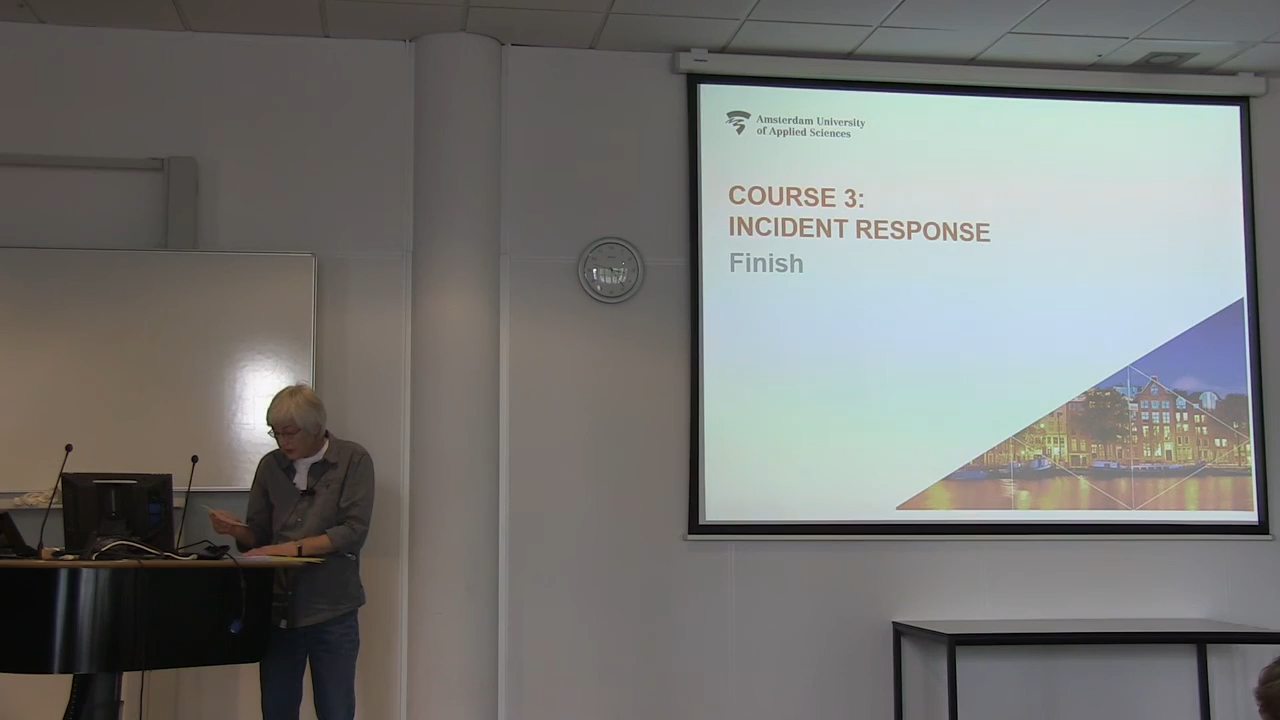 Amsterdam University
of Applied Sciences
COURSE 3:
INCIDENT RESPONSE
Finish